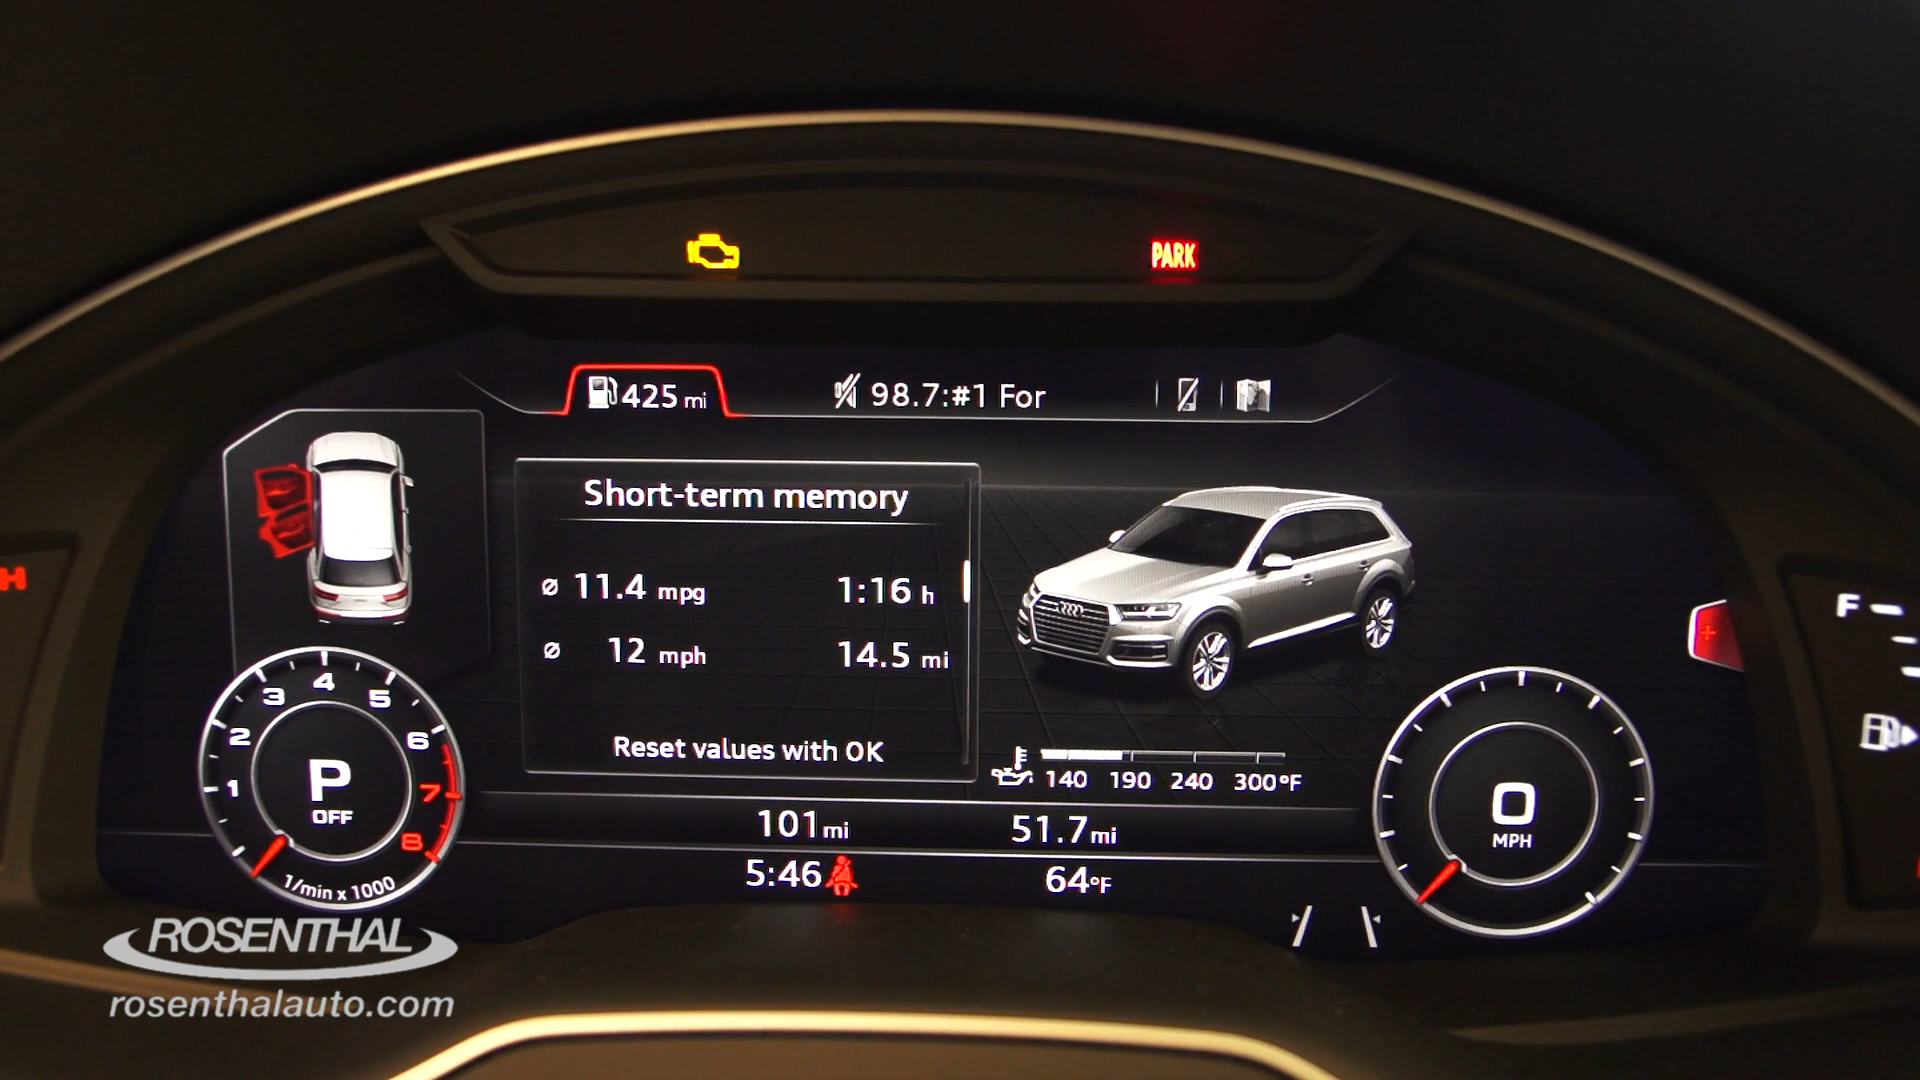 PARK
425 mi
98.7:#1 For
Short-term memory
ø 11.4 mpg 1:16 h
ø 12 mph 14.5 mi
Reset values with OK
1 2 3 4 5 6 7 8
P
OFF
1/min x 1000
140 190 240 300°F
101 mi 51.7 mi
5:46 64°F
0
MPH
H
F
ROSENTHAL
rosenthalauto.com